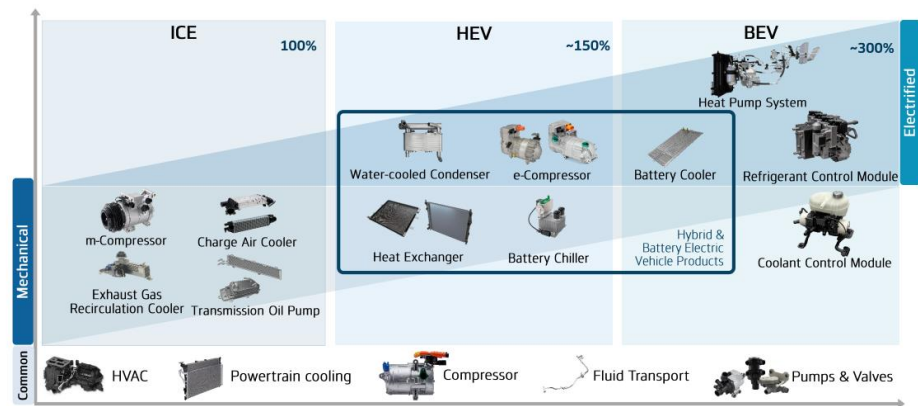 ICE
100%
HEV
~150%
BEV
~300%
Electrified
Heat Pump System
Water-cooled Condenser
e-Compressor
Battery Cooler
Refrigerant Control Module
Mechanical
m-Compressor
Charge Air Cooler
Heat Exchanger
Battery Chiller
Hybrid &
Battery Electric
Vehicle Products
Coolant Control Module
Exhaust Gas
Recirculation Cooler
Transmission Oil Pump
Common
HVAC
Powertrain cooling
Compressor
Fluid Transport
Pumps & Valves